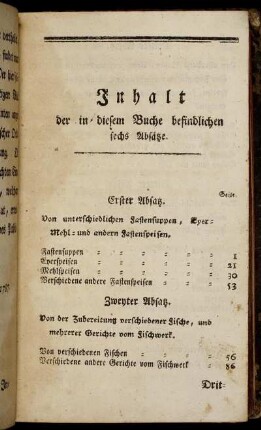 Inhalt
der in diesem Buche befindlichen
sechs Absätze.
Erster Absatz.
Seite.
Von unterschiedlichen Fastensuppen, Eyer-
Mehl- und andern Fastenspeisen.
Fastensuppen = = = = = = 1
Eyerspeisen = = = = = = 21
Mehlspeisen = = = = = = 30
Verschiedene andere Fastenspeisen = = = = 53
Zweyter Absatz.
Von der Zubereitung verschiedener Fische, und
mehrerer Gerichte vom Fischwerk.
Von verschiedenen Fischen = = = = = 56
Verschiedene andere Gerichte vom Fischwerk = = 86
Drit-